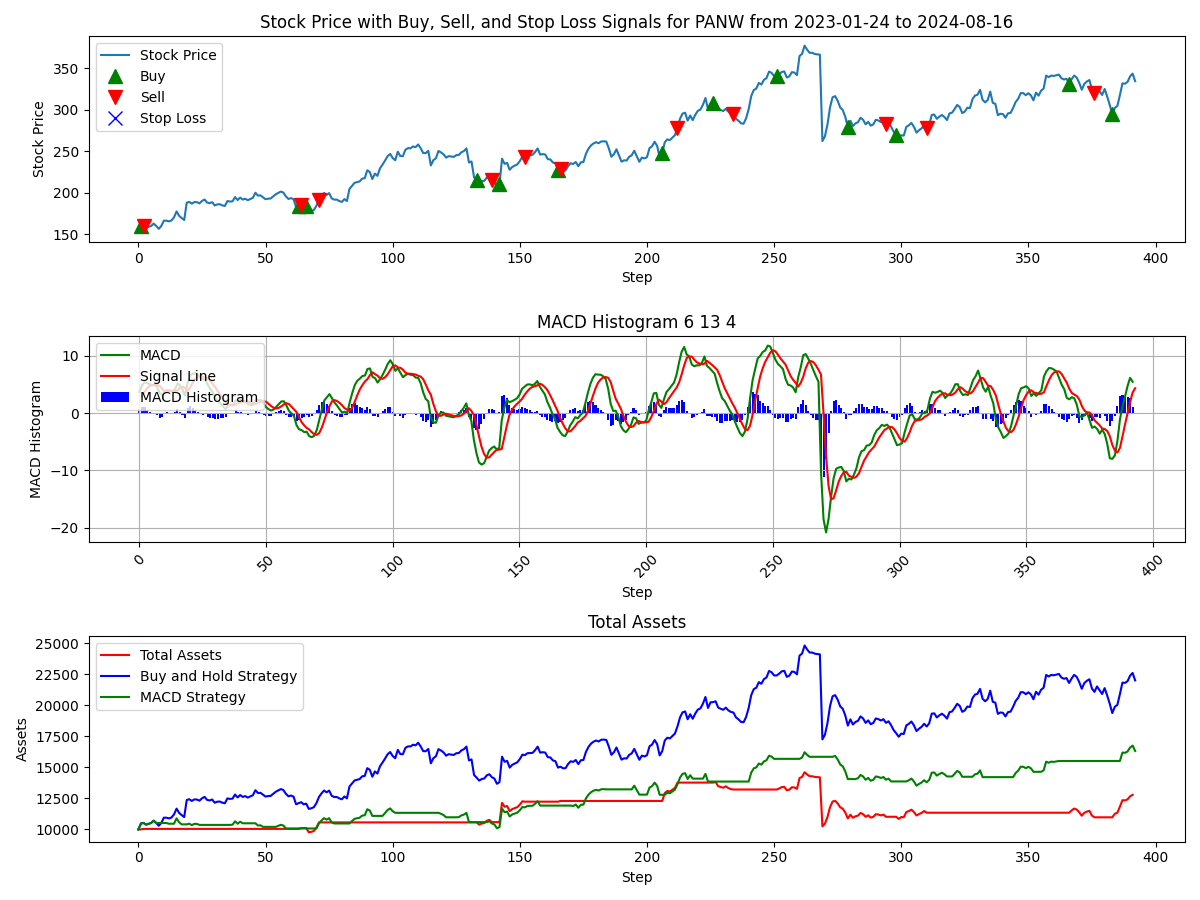 Stock Price with Buy, Sell, and Stop Loss Signals for PANW from 2023-01-24 to 2024-08-16
Stock Price
Buy
Sell
Stop Loss
Stock Price
350
300
250
200
150
0 50 100 150 200 250 300 350 400
Step
MACD Histogram 6 13 4
MACD
Signal Line
MACD Histogram
MACD Histogram
10
0
−10
−20
0 50 100 150 200 250 300 350 400
Step
Total Assets
Total Assets
Buy and Hold Strategy
MACD Strategy
Assets
25000
22500
20000
17500
15000
12500
10000
0 50 100 150 200 250 300 350 400
Step